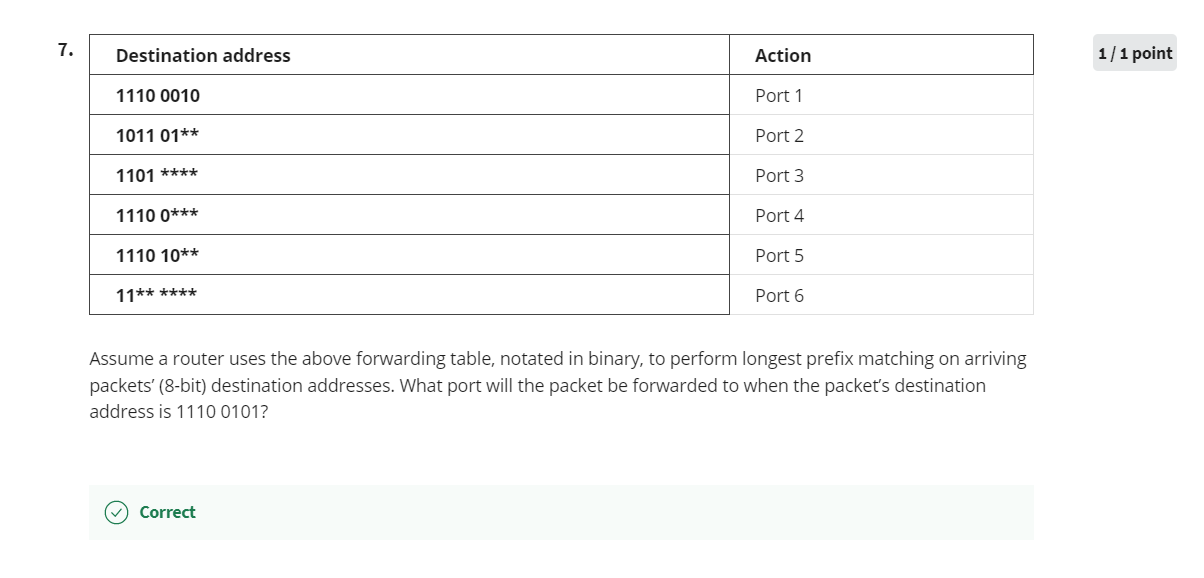 7.
Destination address Action
1110 0010 Port 1
1011 01** Port 2
1101 **** Port 3
1110 0*** Port 4
1110 10** Port 5
11** **** Port 6
1 / 1 point
Assume a router uses the above forwarding table, notated in binary, to perform longest prefix matching on arriving
packets’ (8-bit) destination addresses. What port will the packet be forwarded to when the packet’s destination
address is 1110 0101?
Correct